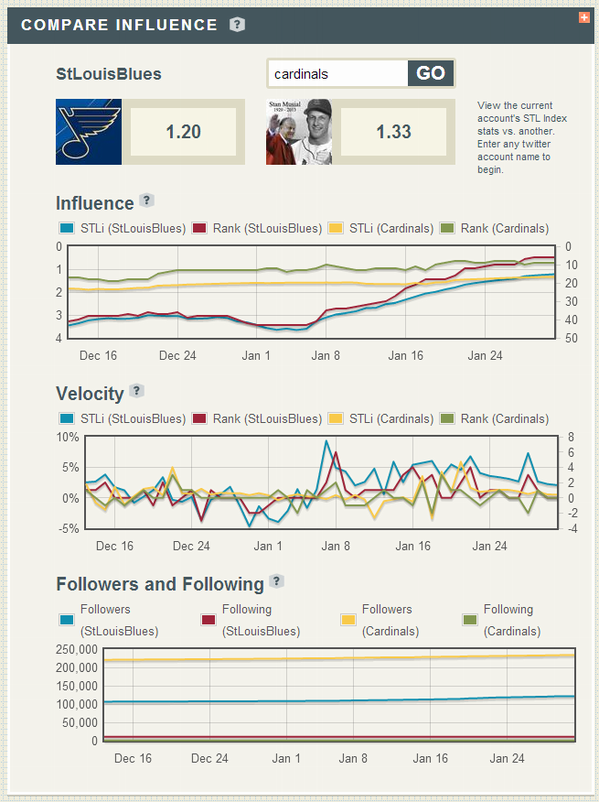 COMPARE INFLUENCE ?
StLouisBlues
cardinals GO
Stan Musial
1920 - 2013
1.20
1.33
View the current
account's STL Index
stats vs. another.
Enter any twitter
account name to
begin.
Influence ?
STLi (StLouisBlues) Rank (StLouisBlues) STLi (Cardinals) Rank (Cardinals)
0 0
1 10
2 20
3 30
4 50
Dec 16 Dec 24 Jan 1 Jan 8 Jan 16 Jan 24
Velocity ?
STLi (StLouisBlues) Rank (StLouisBlues) STLi (Cardinals) Rank (Cardinals)
10% 8
6
5% 4
2
0% 0
-2
-5% -4
Dec 16 Dec 24 Jan 1 Jan 8 Jan 16 Jan 24
Followers and Following ?
Followers (StLouisBlues) Following (StLouisBlues) Followers (Cardinals) Following (Cardinals)
250,000
200,000
150,000
100,000
50,000
0
Dec 16 Dec 24 Jan 1 Jan 8 Jan 16 Jan 24